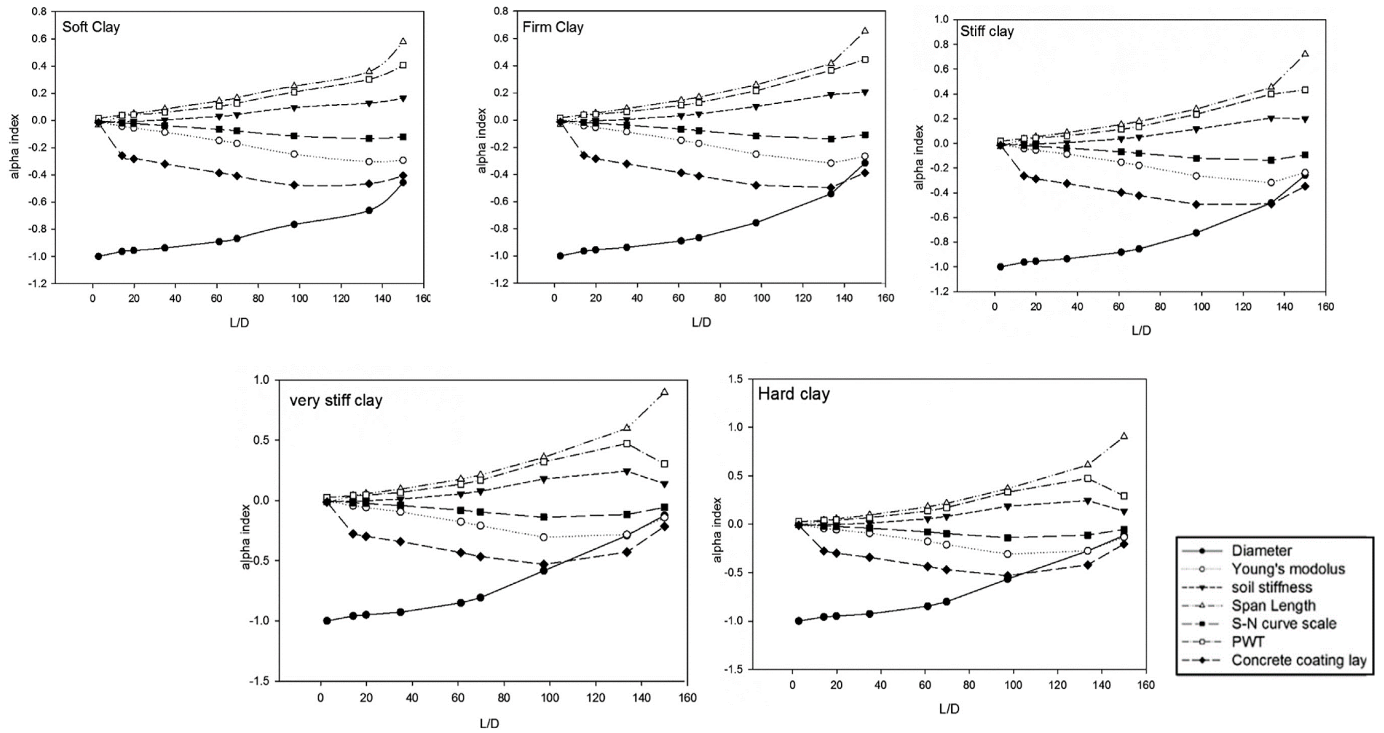 Soft Clay
0.8
0.6
0.4
0.2
0.0
-0.2
-0.4
-0.6
-0.8
-1.0
-1.2
alpha index
0 20 40 60 80 100 120 140 160
L/D
Firm Clay
0.8
0.6
0.4
0.2
0.0
-0.2
-0.4
-0.6
-0.8
-1.0
-1.2
alpha index
0 20 40 60 80 100 120 140 160
L/D
Stiff clay
1.0
0.8
0.6
0.4
0.2
0.0
-0.2
-0.4
-0.6
-0.8
-1.0
-1.2
alpha index
0 20 40 60 80 100 120 140 160
L/D
very stiff clay
1.0
0.5
0.0
-0.5
-1.0
-1.5
alpha index
0 20 40 60 80 100 120 140 160
L/D
Hard clay
1.5
1.0
0.5
0.0
-0.5
-1.0
-1.5
alpha index
0 20 40 60 80 100 120 140 160
L/D
Diameter
Young's modolus
soil stiffness
Span Length
S-N curve scale
PWT
Concrete coating lay